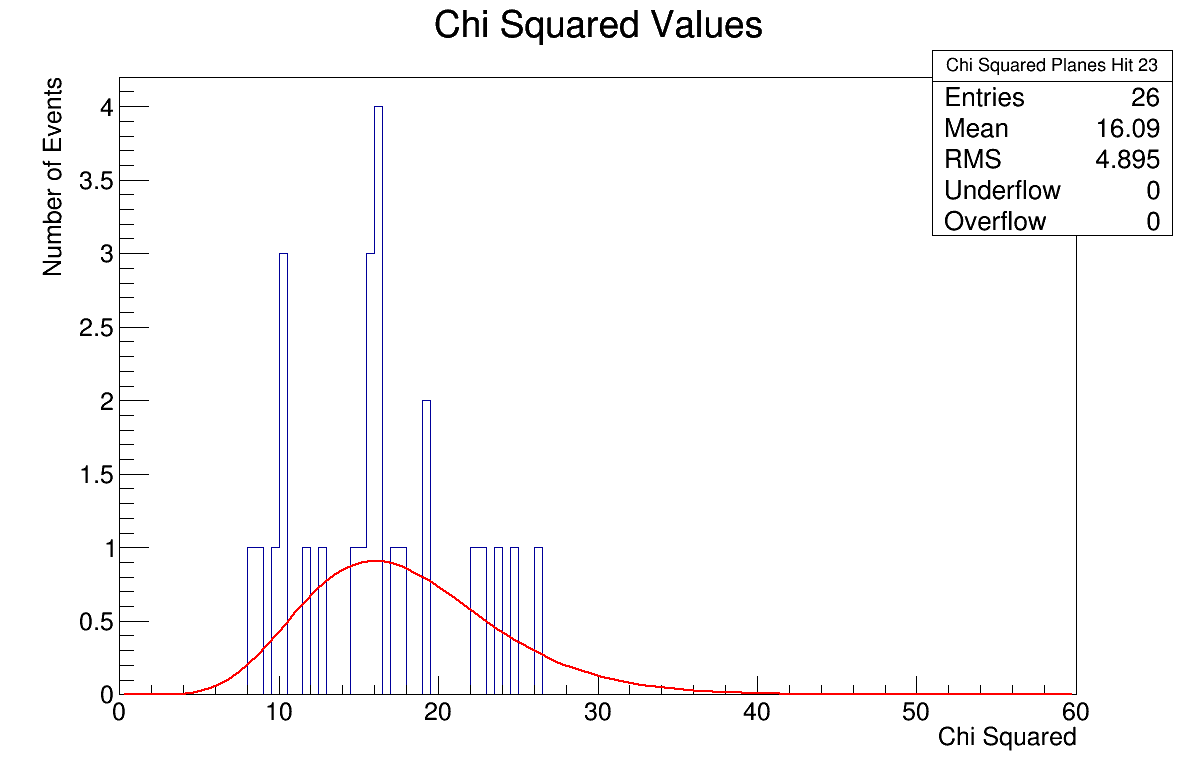 Chi Squared Values
Chi Squared Planes Hit 23
Entries 26
Mean 16.09
RMS 4.895
Underflow 0
Overflow 0
Number of Events
4
3.5
3
2.5
2
1.5
1
0.5
0
0 10 20 30 40 50 60
Chi Squared